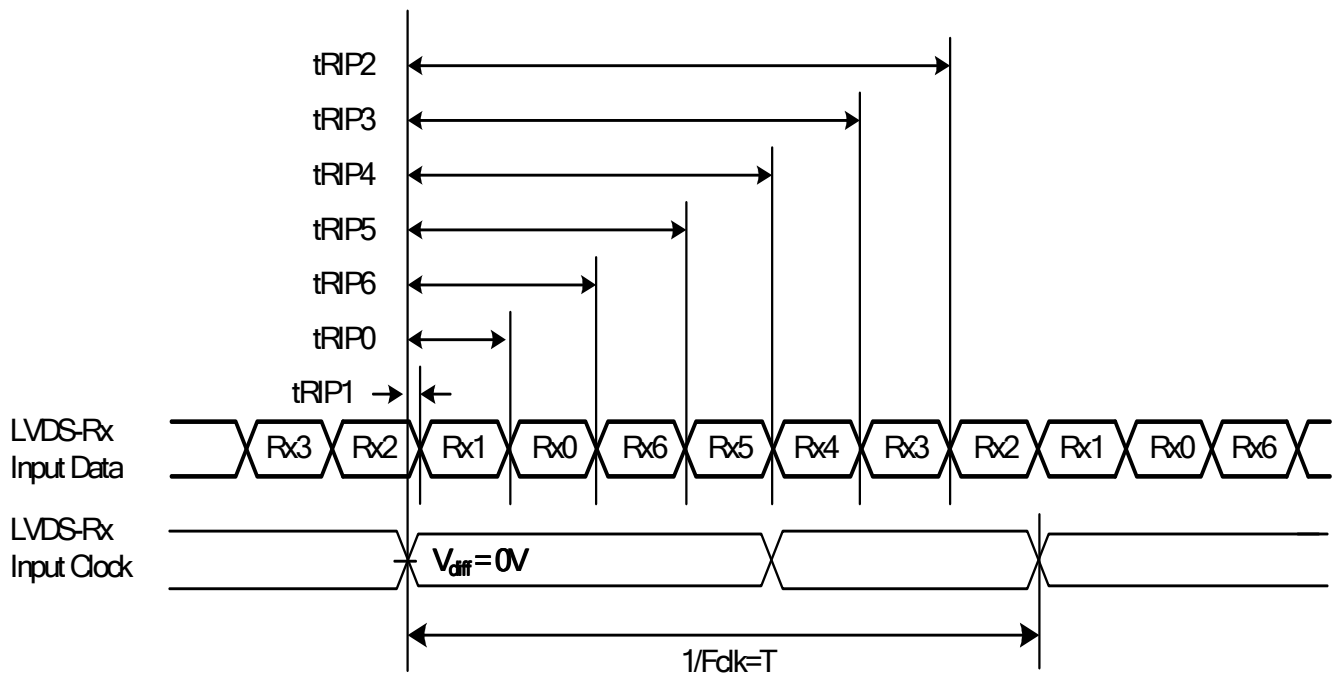 tRIP2
tRIP3
tRIP4
tRIP5
tRIP6
tRIP0
tRIP1
LVDS-Rx
Input Data
Rx3 Rx2 Rx1 Rx0 Rx6 Rx5 Rx4 Rx3 Rx2 Rx1 Rx0 Rx6
LVDS-Rx
Input Clock
Vdiff = 0V
1/Fclk=T